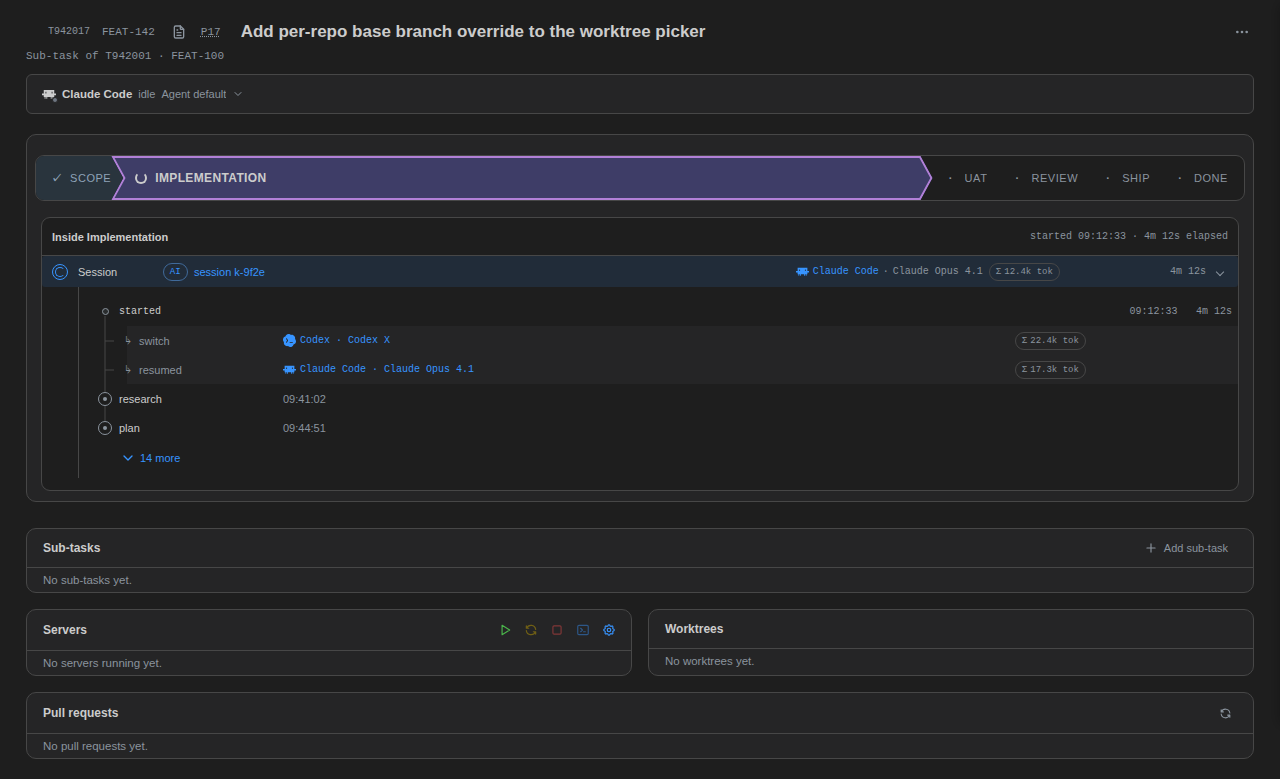 T942017 FEAT-142 P17 Add per-repo base branch override to the worktree picker
Sub-task of T942001 · FEAT-100
Claude Code idle Agent default
SCOPE IMPLEMENTATION · UAT · REVIEW · SHIP · DONE
Inside Implementation started 09:12:33 · 4m 12s elapsed
Session AI session k-9f2e Claude Code · Claude Opus 4.1 Σ 12.4k tok 4m 12s
started 09:12:33 4m 12s
↳ switch Codex · Codex X Σ 22.4k tok
↳ resumed Claude Code · Claude Opus 4.1 Σ 17.3k tok
research 09:41:02
plan 09:44:51
14 more
Sub-tasks Add sub-task
No sub-tasks yet.
Servers Worktrees
No servers running yet. No worktrees yet.
Pull requests
No pull requests yet.